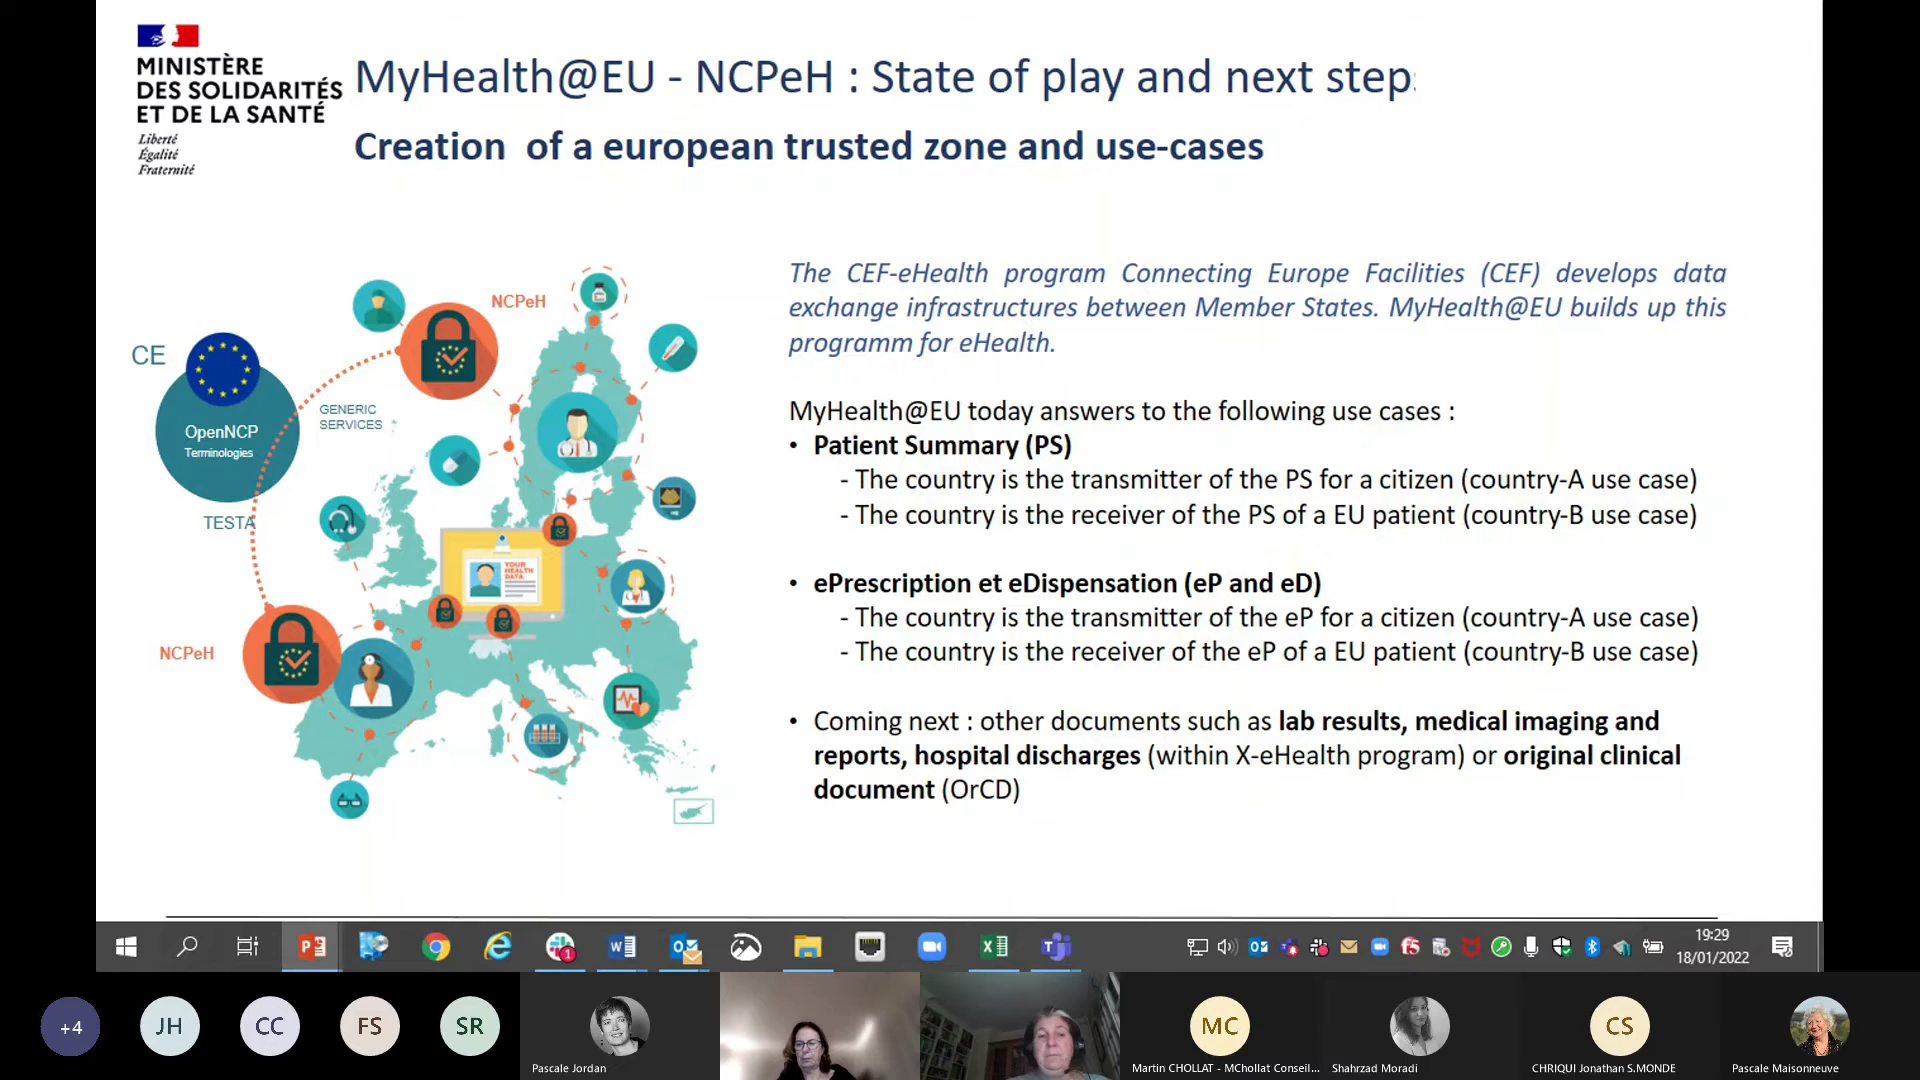 MINISTÈRE
DES SOLIDARITÉS
ET DE LA SANTÉ
Liberté
Égalité
Fraternité
MyHealth@EU - NCPeH : State of play and next step
Creation of a european trusted zone and use-cases
The CEF-eHealth program Connecting Europe Facilities (CEF) develops data
exchange infrastructures between Member States. MyHealth@EU builds up this
programm for eHealth.
MyHealth@EU today answers to the following use cases :
• Patient Summary (PS)
- The country is the transmitter of the PS for a citizen (country-A use case)
- The country is the receiver of the PS of a EU patient (country-B use case)
• ePrescription et eDispensation (eP and eD)
- The country is the transmitter of the eP for a citizen (country-A use case)
- The country is the receiver of the eP of a EU patient (country-B use case)
• Coming next : other documents such as lab results, medical imaging and
reports, hospital discharges (within X-eHealth program) or original clinical
document (OrCD)
NCPeH
CE
OpenNCP
Terminologies
GENERIC
SERVICES
TESTA
YOUR
HEALTH
DATA
NCPeH
19:29
18/01/2022
+4
JH
CC
FS
SR
Pascale Jordan
MC
Martin CHOLLAT - MChollat Conseil...
Shahrzad Moradi
CS
CHRIQUI Jonathan S.MONDE
Pascale Maisonneuve